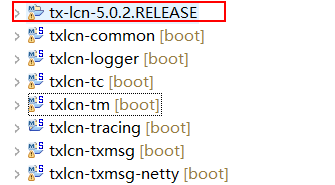 tx-lcn-5.0.2.RELEASE
txlcn-common [boot]
txlcn-logger [boot]
txlcn-tc [boot]
txlcn-tm [boot]
txlcn-tracing [boot]
txlcn-txmsg [boot]
txlcn-txmsg-netty [boot]